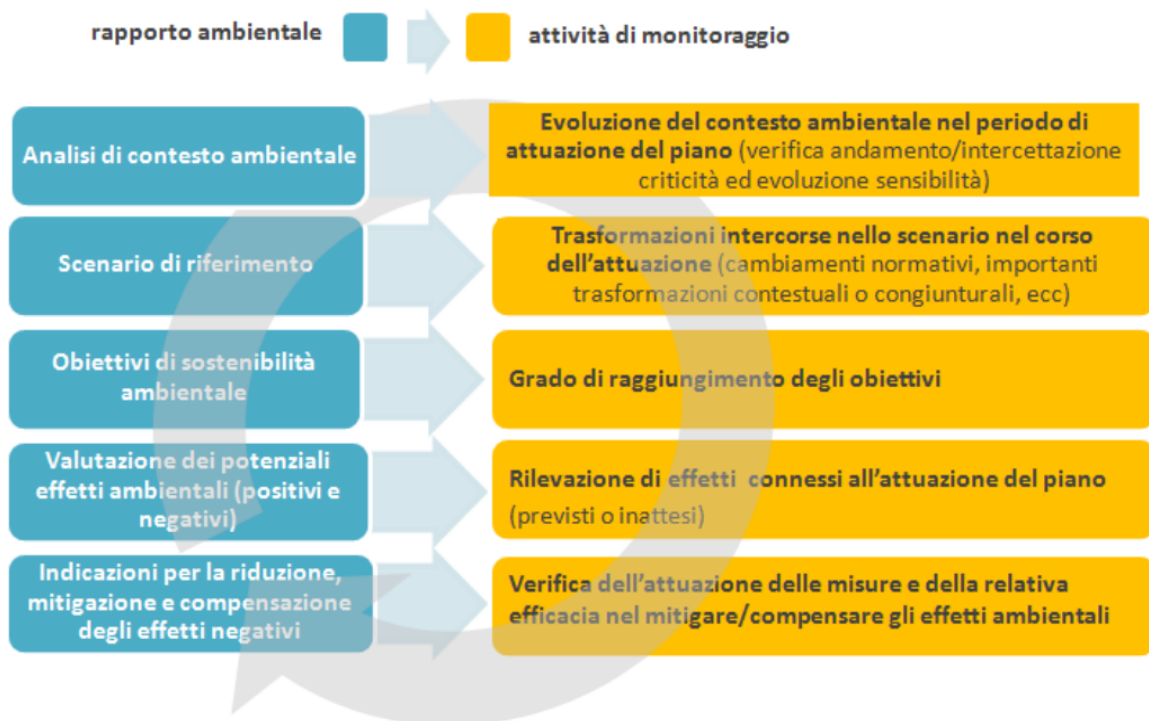 rapporto ambientale
attività di monitoraggio
Analisi di contesto ambientale
Evoluzione del contesto ambientale nel periodo di
attuazione del piano (verifica andamento/intercettazione
criticità ed evoluzione sensibilità)
Scenario di riferimento
Trasformazioni intercorse nello scenario nel corso
dell'attuazione (cambiamenti normativi, importanti
trasformazioni contestuali o congiunturali, ecc)
Obiettivi di sostenibilità
ambientale
Grado di raggiungimento degli obiettivi
Valutazione dei potenziali
effetti ambientali (positivi e
negativi)
Rilevazione di effetti connessi all'attuazione del piano
(previsti o inattesi)
Indicazioni per la riduzione,
mitigazione e compensazione
degli effetti negativi
Verifica dell'attuazione delle misure e della relativa
efficacia nel mitigare/compensare gli effetti ambientali